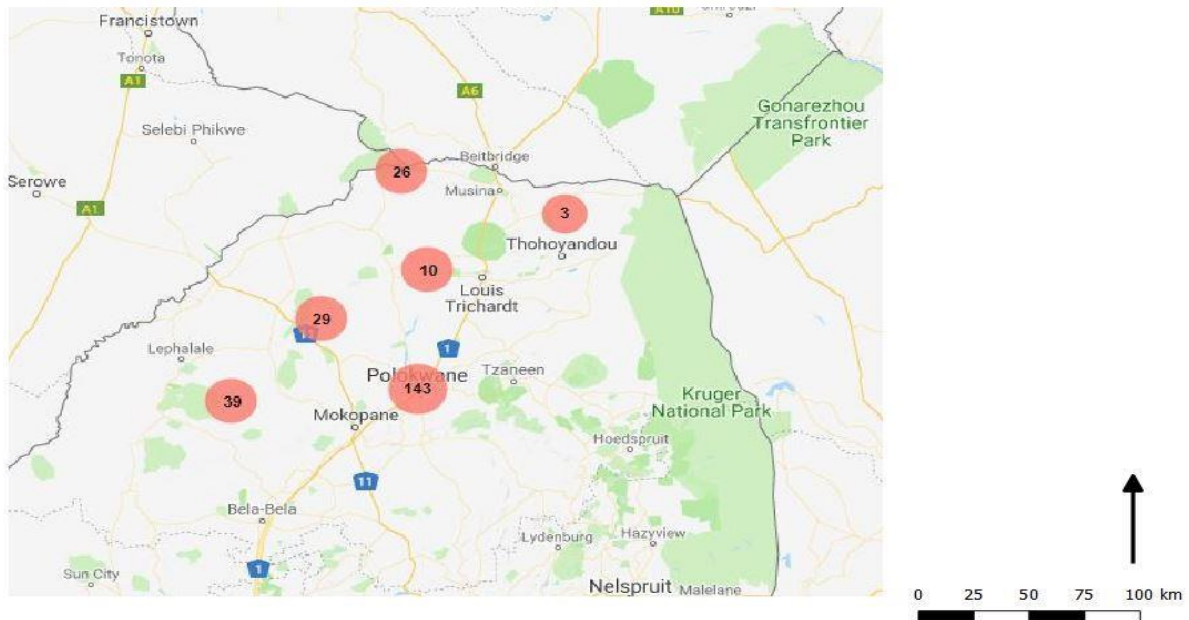 A10
Francistown
Tonota
A1
A6
Gonarezhou
Transfrontier
Park
Selebi Phikwe
Beitbridge
26
Serowe
Musina
A1
3
Thohoyandou
10
Louis
Trichardt
29
11
1
Lephalale
Polokwane
Tzaneen
143
39
Kruger
National Park
Mokopane
Hoedspruit
11
Bela-Bela
Lydenburg
Hazyview
1
Sun City
Nelspruit
Malelane
0 25 50 75 100 km